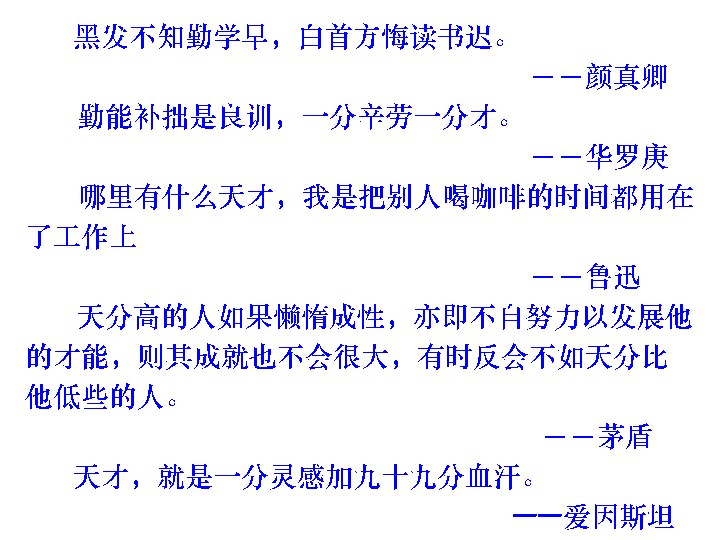 黑发不知勤学早，白首方悔读书迟。
——颜真卿
勤能补拙是良训，一分辛劳一分才。
——华罗庚
哪里有什么天才，我是把别人喝咖啡的时间都用在
了工作上
——鲁迅
天分高的人如果懒惰成性，亦即不自努力以发展他
的才能，则其成就也不会很大，有时反会不如天分比
他低些的人。
——茅盾
天才，就是一分灵感加九十九分血汗。
——爱因斯坦